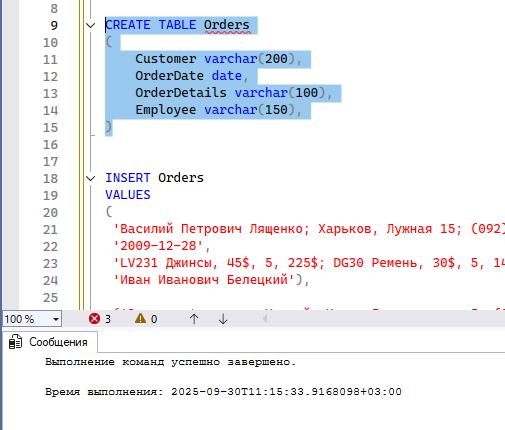 8
9 CREATE TABLE Orders
10 (
11 Customer varchar(200),
12 OrderDate date,
13 OrderDetails varchar(100),
14 Employee varchar(150),
15 )
16
17
18 INSERT Orders
19 VALUES
20 (
21 'Василий Петрович Лященко; Харьков, Лужная 15; (092)
22 '2009-12-28',
23 'LV231 Джинсы, 45$, 5, 225$; DG30 Ремень, 30$, 5, 14
24 'Иван Иванович Белецкий'),
25
100 % 3 0
Сообщения
Выполнение команд успешно завершено.
Время выполнения: 2025-09-30T11:15:33.9168098+03:00